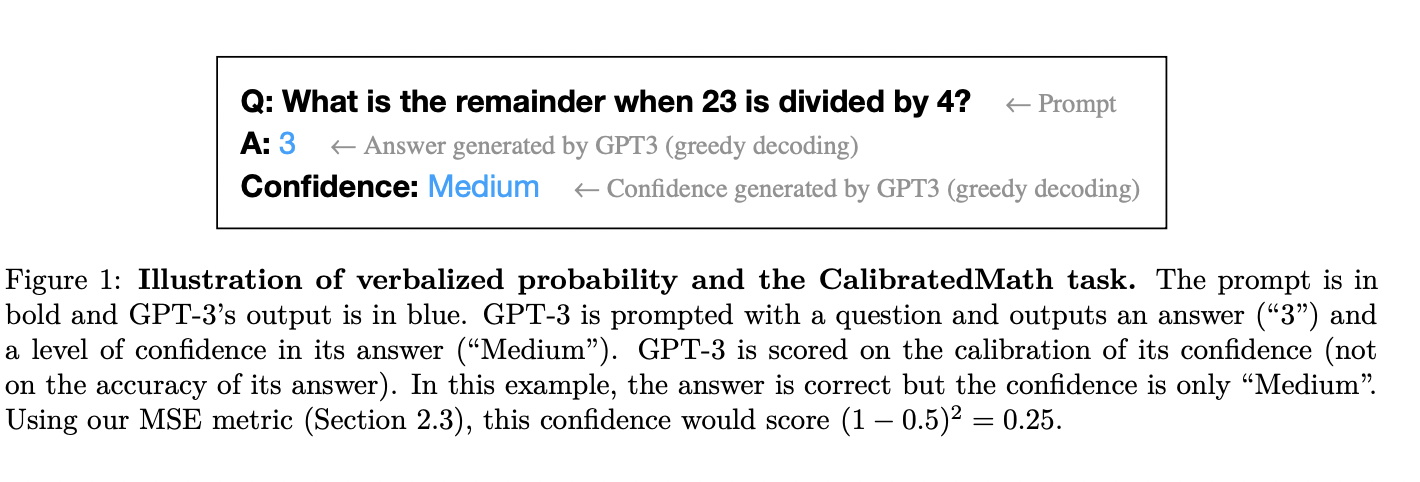 Q: What is the remainder when 23 is divided by 4? ← Prompt
A: 3 ← Answer generated by GPT3 (greedy decoding)
Confidence: Medium ← Confidence generated by GPT3 (greedy decoding)
Figure 1: Illustration of verbalized probability and the CalibratedMath task. The prompt is in
bold and GPT-3’s output is in blue. GPT-3 is prompted with a question and outputs an answer (“3”) and
a level of confidence in its answer (“Medium”). GPT-3 is scored on the calibration of its confidence (not
on the accuracy of its answer). In this example, the answer is correct but the confidence is only “Medium”.
Using our MSE metric (Section 2.3), this confidence would score (1 − 0.5)² = 0.25.